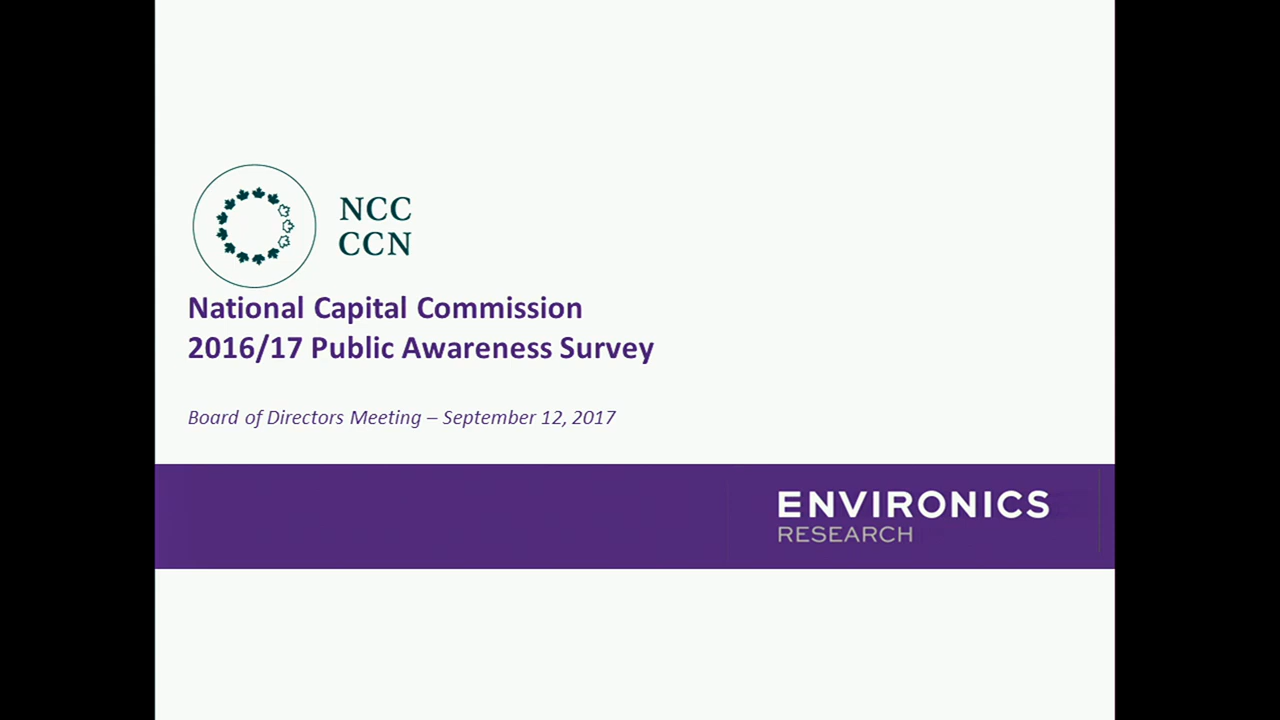 NCC
CCN
National Capital Commission
2016/17 Public Awareness Survey
Board of Directors Meeting – September 12, 2017
ENVIRONICS
RESEARCH